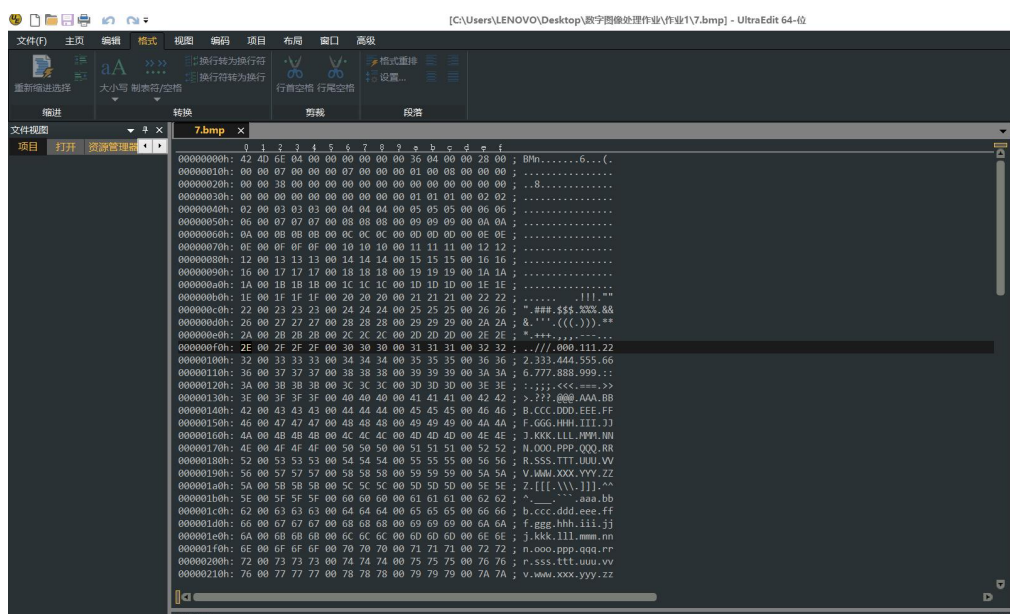 [C:\Users\LENOVO\Desktop\数字图像处理作业\作业1\7.bmp] - UltraEdit 64-位
文件(F) 主页 编辑 格式 视图 编码 项目 布局 窗口 高级
换行转为换行符 格式重排
重新缩进选择 大小写 制表符/空格 换行符转为换行 行首空格 行尾空格 设置...
缩进 转换 剪裁 段落
文件视图 7.bmp
项目 打开 资源管理器
0 1 2 3 4 5 6 7 8 9 a b c d e f
00000000h: 42 4D 6E 04 00 00 00 00 00 00 36 04 00 00 28 00 ; BMn.......6...(.
00000010h: 00 00 07 00 00 00 07 00 00 00 01 00 08 00 00 00 ; ................
00000020h: 00 00 38 00 00 00 00 00 00 00 00 00 00 00 00 00 ; ..8.............
00000030h: 00 00 00 00 00 00 00 00 00 00 01 01 01 00 02 02 ; ................
00000040h: 02 00 03 03 03 00 04 04 04 00 05 05 05 00 06 06 ; ................
00000050h: 06 00 07 07 07 00 08 08 08 00 09 09 09 00 0A 0A ; ................
00000060h: 0A 00 0B 0B 0B 00 0C 0C 0C 00 0D 0D 0D 00 0E 0E ; ................
00000070h: 0E 00 0F 0F 0F 00 10 10 10 00 11 11 11 00 12 12 ; ................
00000080h: 12 00 13 13 13 00 14 14 14 00 15 15 15 00 16 16 ; ................
00000090h: 16 00 17 17 17 00 18 18 18 00 19 19 19 00 1A 1A ; ................
000000a0h: 1A 00 1B 1B 1B 00 1C 1C 1C 00 1D 1D 1D 00 1E 1E ; ................
000000b0h: 1E 00 1F 1F 1F 00 20 20 20 00 21 21 21 00 22 22 ; ......   .!!!.""
000000c0h: 22 00 23 23 23 00 24 24 24 00 25 25 25 00 26 26 ; ".###.$$$.%%%.&&
000000d0h: 26 00 27 27 27 00 28 28 28 00 29 29 29 00 2A 2A ; &.'''.(((.))).**
000000e0h: 2A 00 2B 2B 2B 00 2C 2C 2C 00 2D 2D 2D 00 2E 2E ; *.+++.,,,.---...
000000f0h: 2E 00 2F 2F 2F 00 30 30 30 00 31 31 31 00 32 32 ; ..///.000.111.22
00000100h: 32 00 33 33 33 00 34 34 34 00 35 35 35 00 36 36 ; 2.333.444.555.66
00000110h: 36 00 37 37 37 00 38 38 38 00 39 39 39 00 3A 3A ; 6.777.888.999.::
00000120h: 3A 00 3B 3B 3B 00 3C 3C 3C 00 3D 3D 3D 00 3E 3E ; :.;;;.<<<.===.>>
00000130h: 3E 00 3F 3F 3F 00 40 40 40 00 41 41 41 00 42 42 ; >.???.@@@.AAA.BB
00000140h: 42 00 43 43 43 00 44 44 44 00 45 45 45 00 46 46 ; B.CCC.DDD.EEE.FF
00000150h: 46 00 47 47 47 00 48 48 48 00 49 49 49 00 4A 4A ; F.GGG.HHH.III.JJ
00000160h: 4A 00 4B 4B 4B 00 4C 4C 4C 00 4D 4D 4D 00 4E 4E ; J.KKK.LLL.MMM.NN
00000170h: 4E 00 4F 4F 4F 00 50 50 50 00 51 51 51 00 52 52 ; N.OOO.PPP.QQQ.RR
00000180h: 52 00 53 53 53 00 54 54 54 00 55 55 55 00 56 56 ; R.SSS.TTT.UUU.VV
00000190h: 56 00 57 57 57 00 58 58 58 00 59 59 59 00 5A 5A ; V.WWW.XXX.YYY.ZZ
000001a0h: 5A 00 5B 5B 5B 00 5C 5C 5C 00 5D 5D 5D 00 5E 5E ; Z.[[[.\\\.]]].^^
000001b0h: 5E 00 5F 5F 5F 00 60 60 60 00 61 61 61 00 62 62 ; ^.___.```.aaa.bb
000001c0h: 62 00 63 63 63 00 64 64 64 00 65 65 65 00 66 66 ; b.ccc.ddd.eee.ff
000001d0h: 66 00 67 67 67 00 68 68 68 00 69 69 69 00 6A 6A ; f.ggg.hhh.iii.jj
000001e0h: 6A 00 6B 6B 6B 00 6C 6C 6C 00 6D 6D 6D 00 6E 6E ; j.kkk.lll.mmm.nn
000001f0h: 6E 00 6F 6F 6F 00 70 70 70 00 71 71 71 00 72 72 ; n.ooo.ppp.qqq.rr
00000200h: 72 00 73 73 73 00 74 74 74 00 75 75 75 00 76 76 ; r.sss.ttt.uuu.vv
00000210h: 76 00 77 77 77 00 78 78 78 00 79 79 79 00 7A 7A ; v.www.xxx.yyy.zz